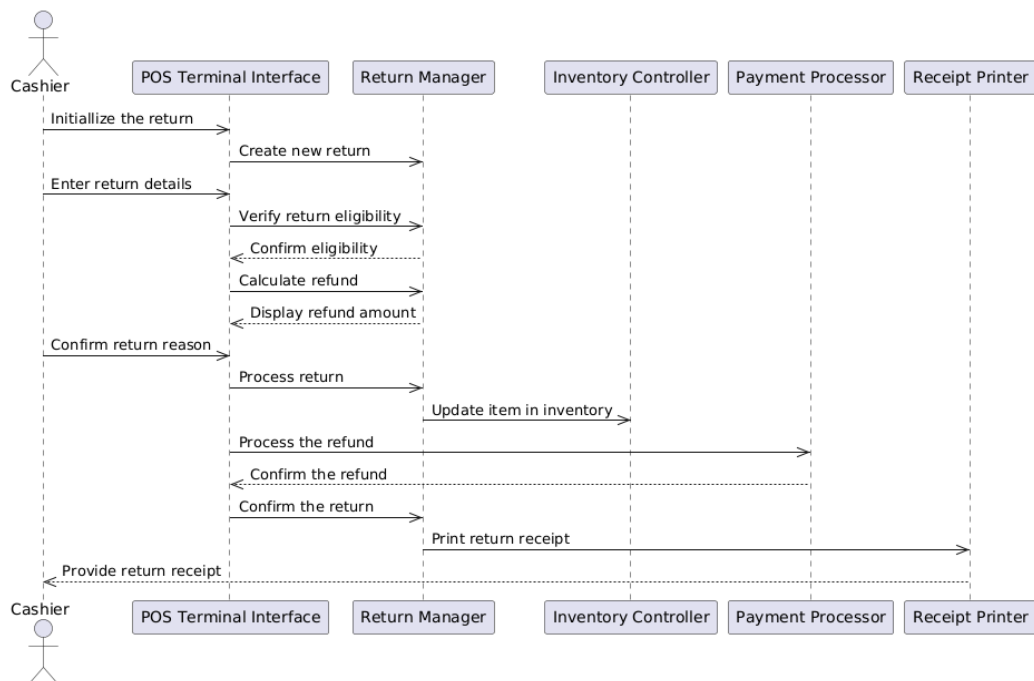 Cashier
POS Terminal Interface
Return Manager
Inventory Controller
Payment Processor
Receipt Printer
Initiallize the return
Create new return
Enter return details
Verify return eligibility
Confirm eligibility
Calculate refund
Display refund amount
Confirm return reason
Process return
Update item in inventory
Process the refund
Confirm the refund
Confirm the return
Print return receipt
Provide return receipt
Cashier
POS Terminal Interface
Return Manager
Inventory Controller
Payment Processor
Receipt Printer